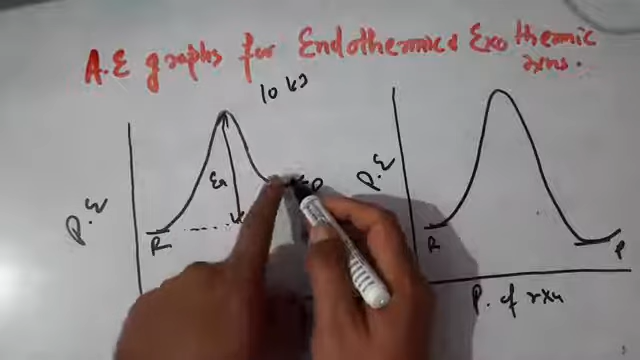 A.E graphs for Endothermic & Exothermic
rxns.
10 kJ
P.E
Ea
R
P
P.E
R
P
P. of rxn